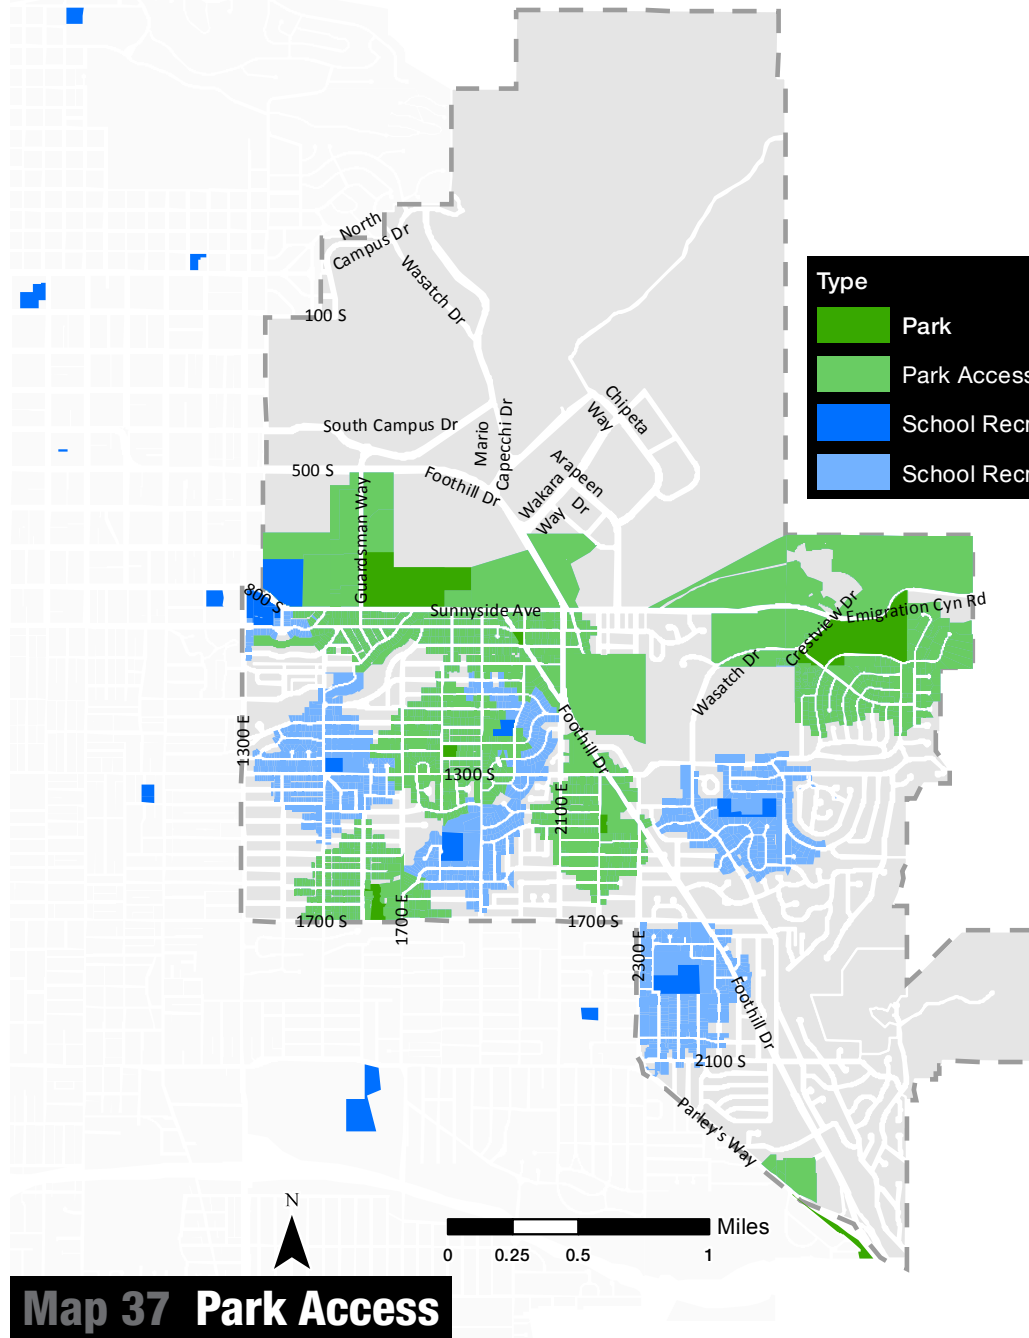 North
Campus Dr
Wasatch Dr
100 S
Type
Park
Park Access
School Recr
School Recr
South Campus Dr
Mario
Capecchi Dr
Chipeta
Way
500 S
Foothill Dr
Arapeen
Dr
Wakara
Way
Guardsman Way
800 S
Sunnyside Ave
Crestview Dr
Emigration Cyn Rd
Wasatch Dr
1300 E
Foothill Dr
1300 S
2100 E
1700 S
1700 E
1700 S
2300 E
Foothill Dr
2100 S
Parley's Way
N
Miles
0 0.25 0.5 1
Map 37 Park Access